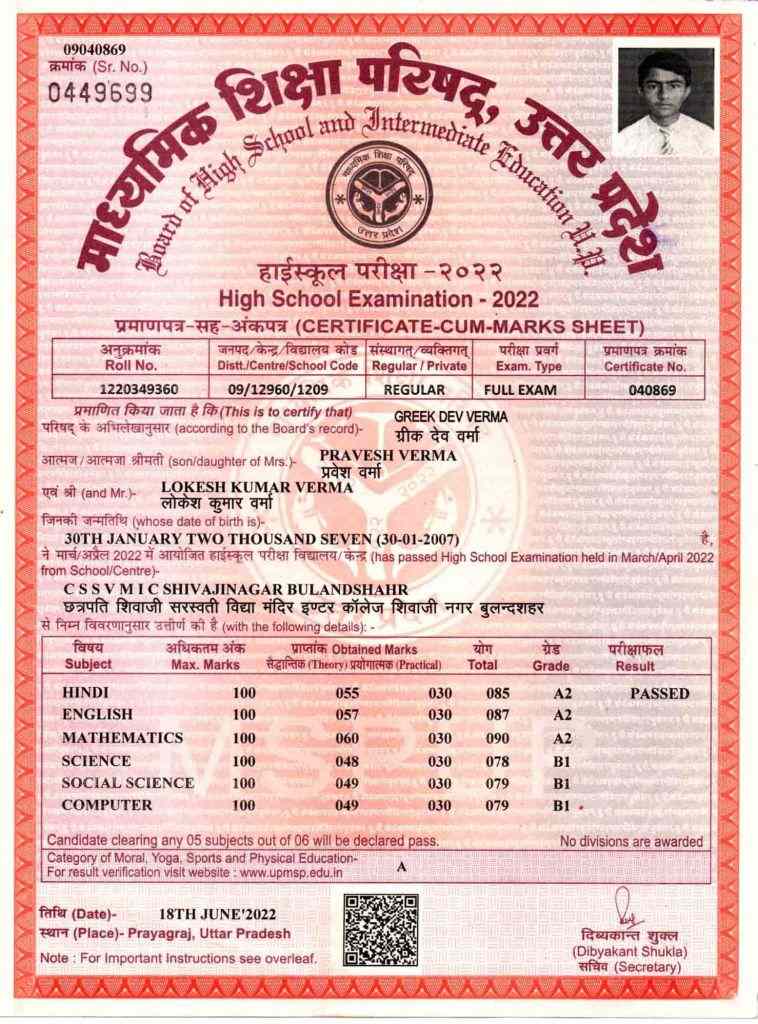 09040869
क्रमांक (Sr. No.)
0449699
माध्यमिक शिक्षा परिषद्, उत्तर प्रदेश
Board of High School and Intermediate Education U.P.
माध्यमिक शिक्षा परिषद्
उत्तर प्रदेश
हाईस्कूल परीक्षा -२०२२
High School Examination - 2022
प्रमाणपत्र-सह-अंकपत्र (CERTIFICATE-CUM-MARKS SHEET)
अनुक्रमांक जनपद/केन्द्र/विद्यालय कोड संस्थागत/व्यक्तिगत परीक्षा प्रवर्ग प्रमाणपत्र क्रमांक
Roll No. Distt./Centre/School Code Regular / Private Exam. Type Certificate No.
1220349360 09/12960/1209 REGULAR FULL EXAM 040869
प्रमाणित किया जाता है कि (This is to certify that) GREEK DEV VERMA
परिषद् के अभिलेखानुसार (according to the Board's record)- ग्रीक देव वर्मा
आत्मज/आत्मजा श्रीमती (son/daughter of Mrs.)- PRAVESH VERMA
प्रवेश वर्मा
एवं श्री (and Mr.)- LOKESH KUMAR VERMA
लोकेश कुमार वर्मा
जिनकी जन्मतिथि (whose date of birth is)-
30TH JANUARY TWO THOUSAND SEVEN (30-01-2007) है,
ने मार्च/अप्रैल 2022 में आयोजित हाईस्कूल परीक्षा विद्यालय/केन्द्र (has passed High School Examination held in March/April 2022
from School/Centre)-
C S S V M I C SHIVAJINAGAR BULANDSHAHR
छत्रपति शिवाजी सरस्वती विद्या मंदिर इण्टर कॉलेज शिवाजी नगर बुलन्दशहर
से निम्न विवरणानुसार उत्तीर्ण की है (with the following details): -
विषय अधिकतम अंक प्राप्तांक Obtained Marks योग ग्रेड परीक्षाफल
Subject Max. Marks सैद्धान्तिक (Theory) प्रयोगात्मक (Practical) Total Grade Result
HINDI 100 055 030 085 A2 PASSED
ENGLISH 100 057 030 087 A2
MATHEMATICS 100 060 030 090 A2
SCIENCE 100 048 030 078 B1
SOCIAL SCIENCE 100 049 030 079 B1
COMPUTER 100 049 030 079 B1
Candidate clearing any 05 subjects out of 06 will be declared pass. No divisions are awarded
Category of Moral, Yoga, Sports and Physical Education- A
For result verification visit website : www.upmsp.edu.in
तिथि (Date)- 18TH JUNE'2022
स्थान (Place)- Prayagraj, Uttar Pradesh
Note : For Important Instructions see overleaf.
दिब्यकान्त शुक्ल
(Dibyakant Shukla)
सचिव (Secretary)